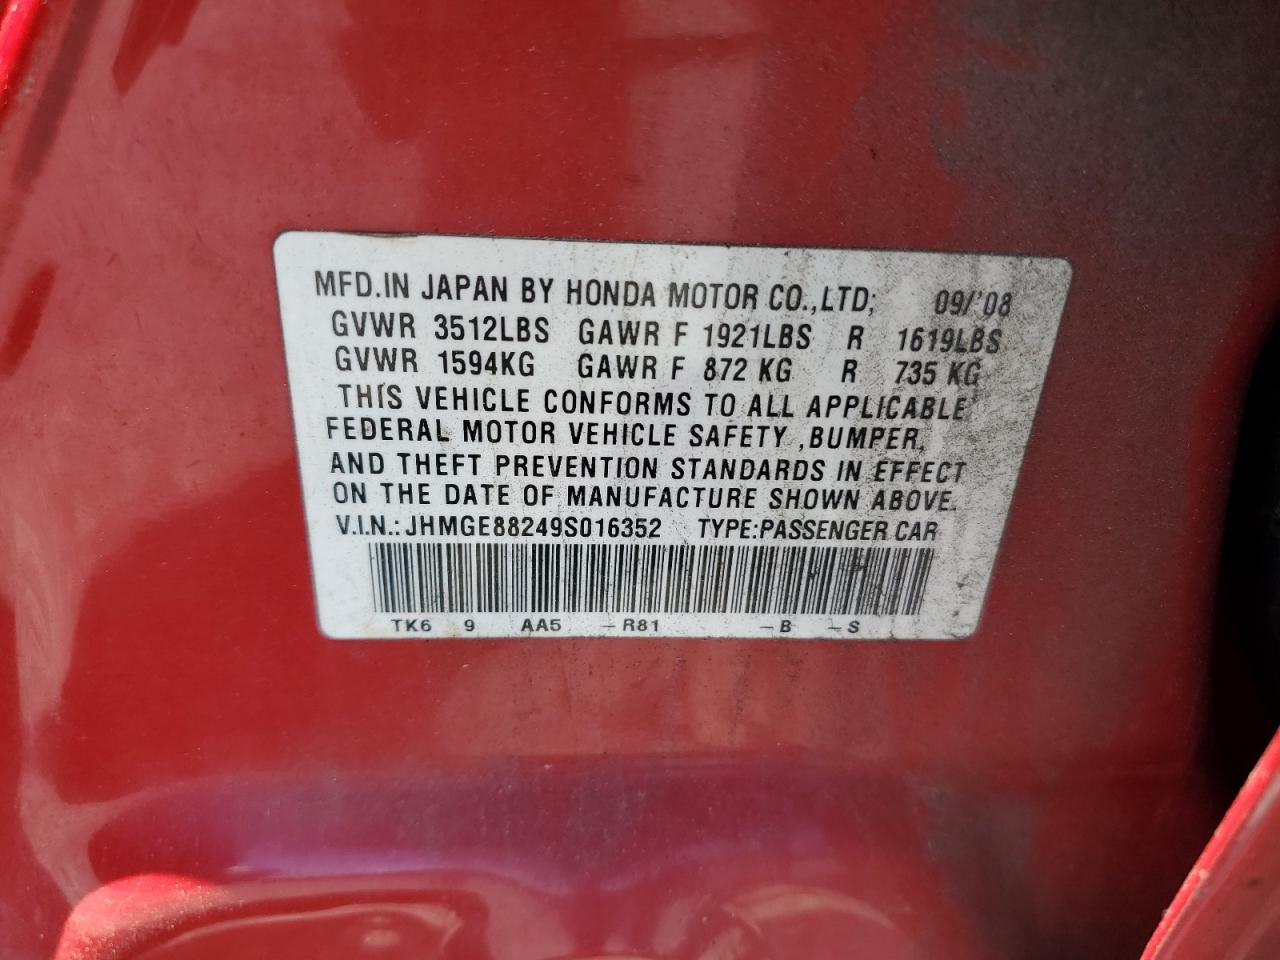 MFD.IN JAPAN BY HONDA MOTOR CO.,LTD; 09/'08
GVWR 3512LBS GAWR F 1921LBS R 1619LBS
GVWR 1594KG GAWR F 872 KG R 735 KG
THIS VEHICLE CONFORMS TO ALL APPLICABLE
FEDERAL MOTOR VEHICLE SAFETY ,BUMPER,
AND THEFT PREVENTION STANDARDS IN EFFECT
ON THE DATE OF MANUFACTURE SHOWN ABOVE.
V.I.N.: JHMGE88249S016352 TYPE:PASSENGER CAR
TK6 9 AA5 –R81 –B –S